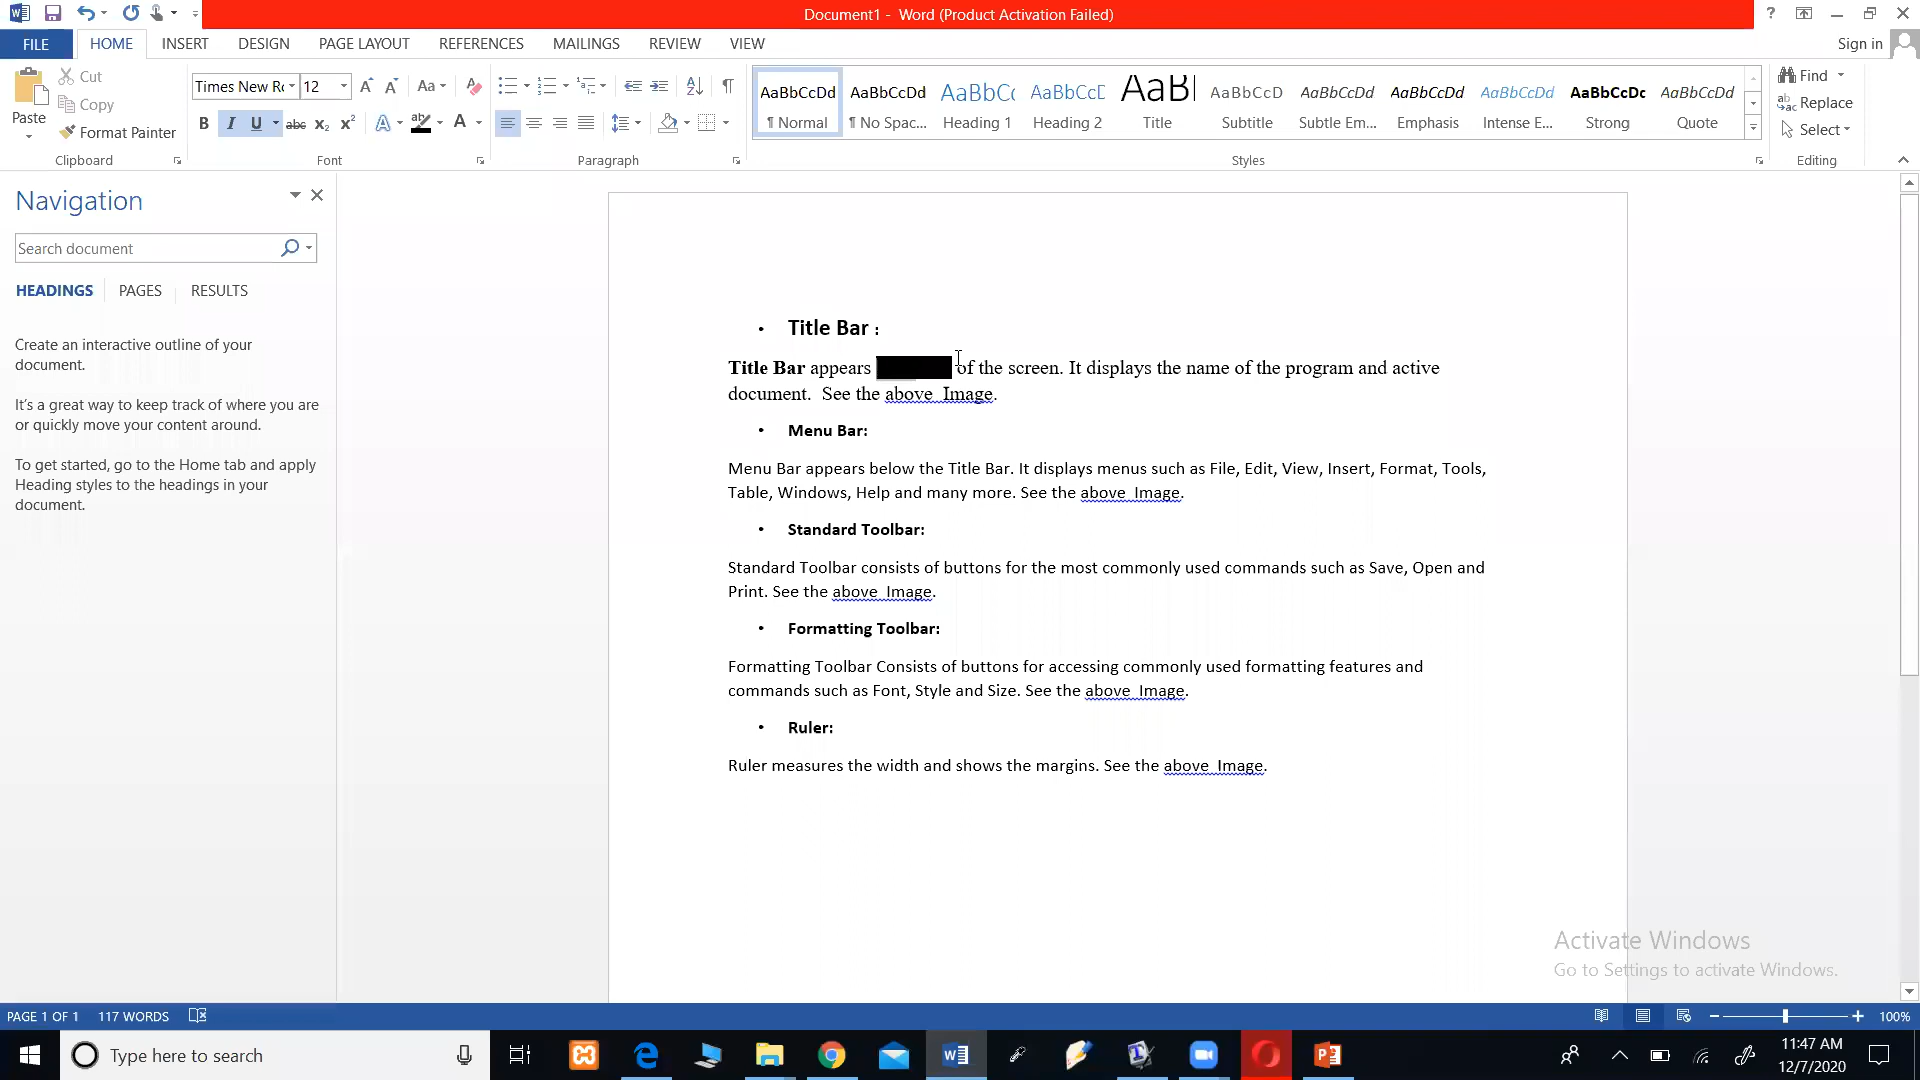 Document1 - Word (Product Activation Failed)
FILE HOME INSERT DESIGN PAGE LAYOUT REFERENCES MAILINGS REVIEW VIEW Sign in
Paste
Cut
Copy
Format Painter
Clipboard
Times New Ro 12
Font
Paragraph
AaBbCcDd AaBbCcDd AaBbCc AaBbCcD AaBl AaBbCcD AaBbCcDd AaBbCcDd AaBbCcDd AaBbCcDc AaBbCcDd
¶ Normal ¶ No Spac... Heading 1 Heading 2 Title Subtitle Subtle Em... Emphasis Intense E... Strong Quote
Styles
Find
Replace
Select
Editing
Navigation
Search document
HEADINGS PAGES RESULTS
Create an interactive outline of your
document.
It's a great way to keep track of where you are
or quickly move your content around.
To get started, go to the Home tab and apply
Heading styles to the headings in your
document.
• Title Bar :
Title Bar appears of the screen. It displays the name of the program and active
document. See the above Image.
• Menu Bar:
Menu Bar appears below the Title Bar. It displays menus such as File, Edit, View, Insert, Format, Tools,
Table, Windows, Help and many more. See the above Image.
• Standard Toolbar:
Standard Toolbar consists of buttons for the most commonly used commands such as Save, Open and
Print. See the above Image.
• Formatting Toolbar:
Formatting Toolbar Consists of buttons for accessing commonly used formatting features and
commands such as Font, Style and Size. See the above Image.
• Ruler:
Ruler measures the width and shows the margins. See the above Image.
Activate Windows
Go to Settings to activate Windows.
PAGE 1 OF 1 117 WORDS 100%
Type here to search
11:47 AM
12/7/2020